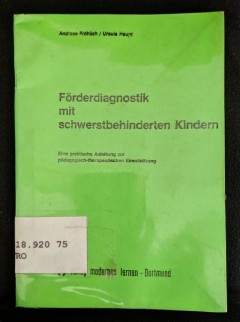 Andreas Fröhlich / Ursula Haupt
Förderdiagnostik
mit
schwerstbehinderten Kindern
Eine praktische Anleitung zur
pädagogisch-therapeutischen Einschätzung
18.920 75
RO
modernes lernen - Dortmund